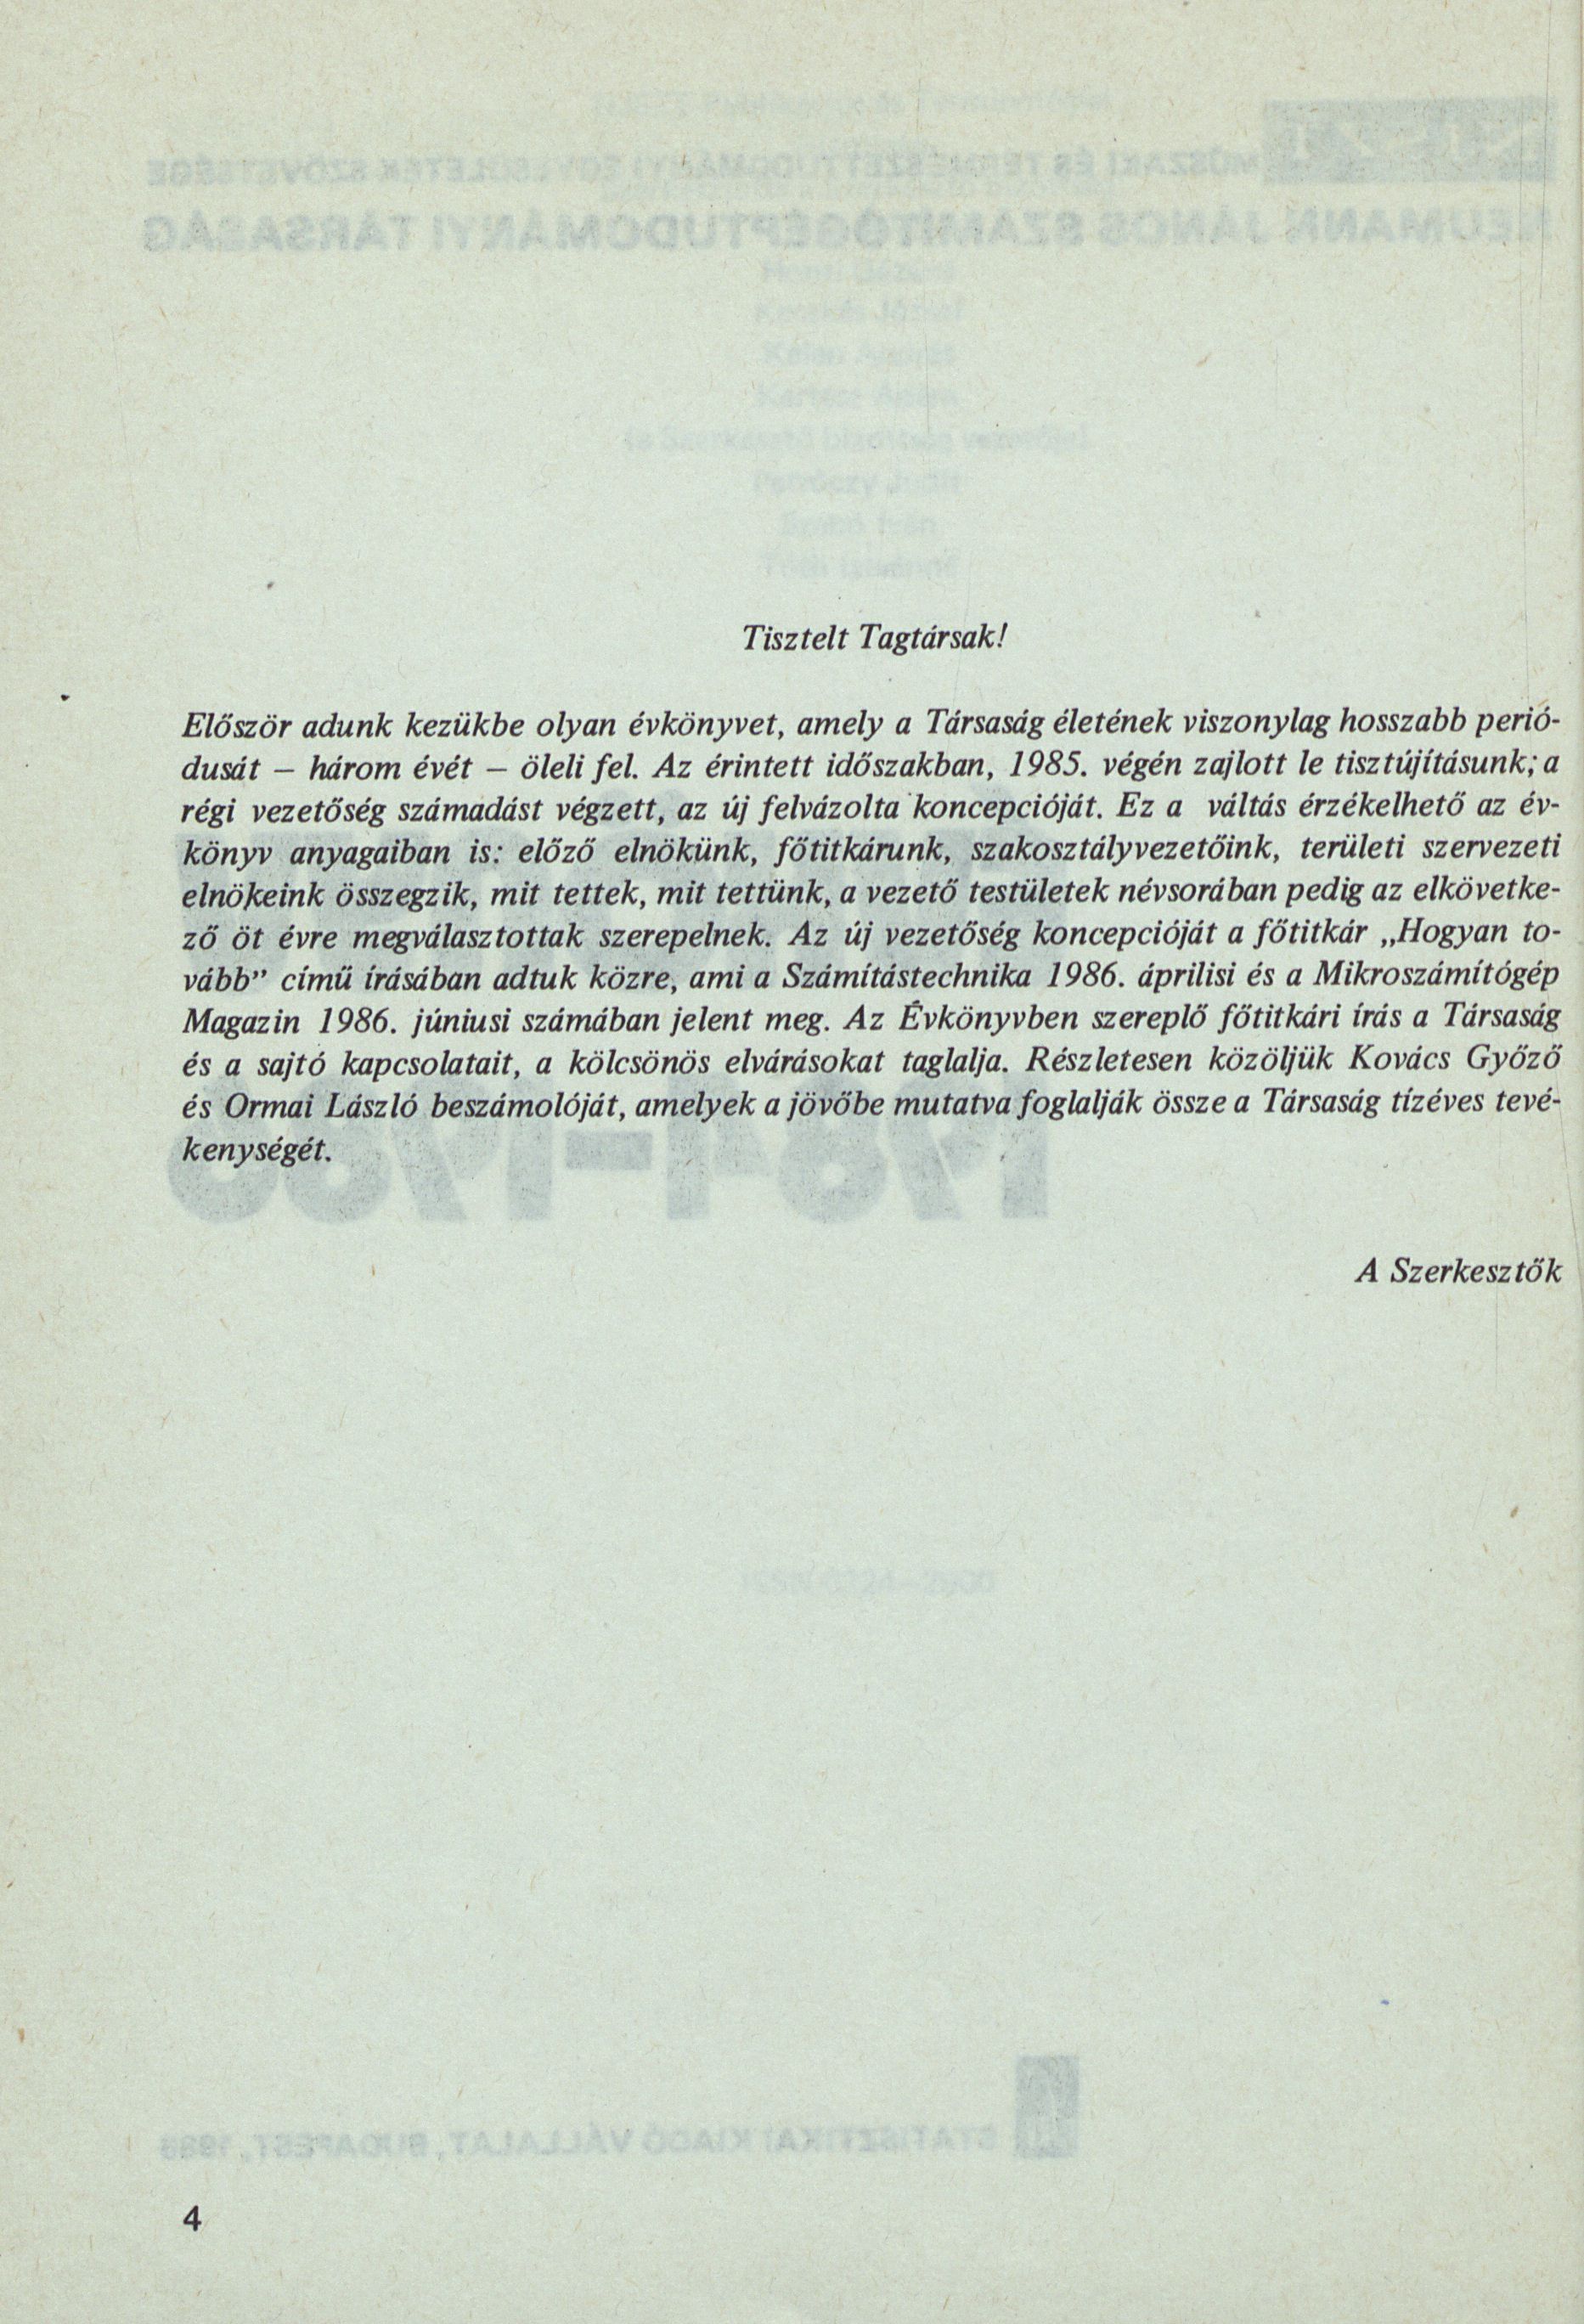 Tisztelt Tagtársak!
Először adunk kezükbe olyan évkönyvet, amely a Társaság életének viszonylag hosszabb perió-
dusát – három évét – öleli fel. Az érintett időszakban, 1985. végén zajlott le tisztújításunk; a
régi vezetőség számadást végzett, az új felvázolta koncepcióját. Ez a váltás érzékelhető az év-
könyv anyagaiban is: előző elnökünk, főtitkárunk, szakosztályvezetőink, területi szervezeti
elnökeink összegzik, mit tettek, mit tettünk, a vezető testületek névsorában pedig az elkövetke-
ző öt évre megválasztottak szerepelnek. Az új vezetőség koncepcióját a főtitkár „Hogyan to-
vább” című írásában adtuk közre, ami a Számítástechnika 1986. áprilisi és a Mikroszámítógép
Magazin 1986. júniusi számában jelent meg. Az Évkönyvben szereplő főtitkári írás a Társaság
és a sajtó kapcsolatait, a kölcsönös elvárásokat taglalja. Részletesen közöljük Kovács Győző
és Ormai László beszámolóját, amelyek a jövőbe mutatva foglalják össze a Társaság tízéves tevé-
kenységét.
A Szerkesztők
4